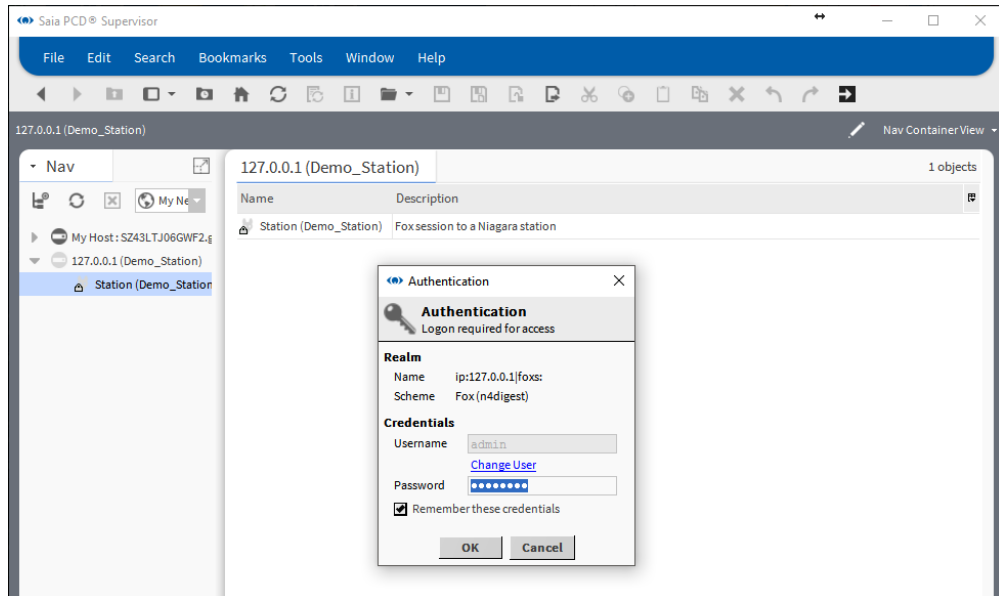 Saia PCD® Supervisor
File Edit Search Bookmarks Tools Window Help
127.0.0.1 (Demo_Station) Nav Container View
Nav
My Ne
My Host : SZ43LTJ06GWF2.g
127.0.0.1 (Demo_Station)
Station (Demo_Station
127.0.0.1 (Demo_Station) 1 objects
Name Description
Station (Demo_Station) Fox session to a Niagara station
Authentication
Authentication
Logon required for access
Realm
Name ip:127.0.0.1|foxs:
Scheme Fox (n4digest)
Credentials
Username admin
Change User
Password
Remember these credentials
OK Cancel